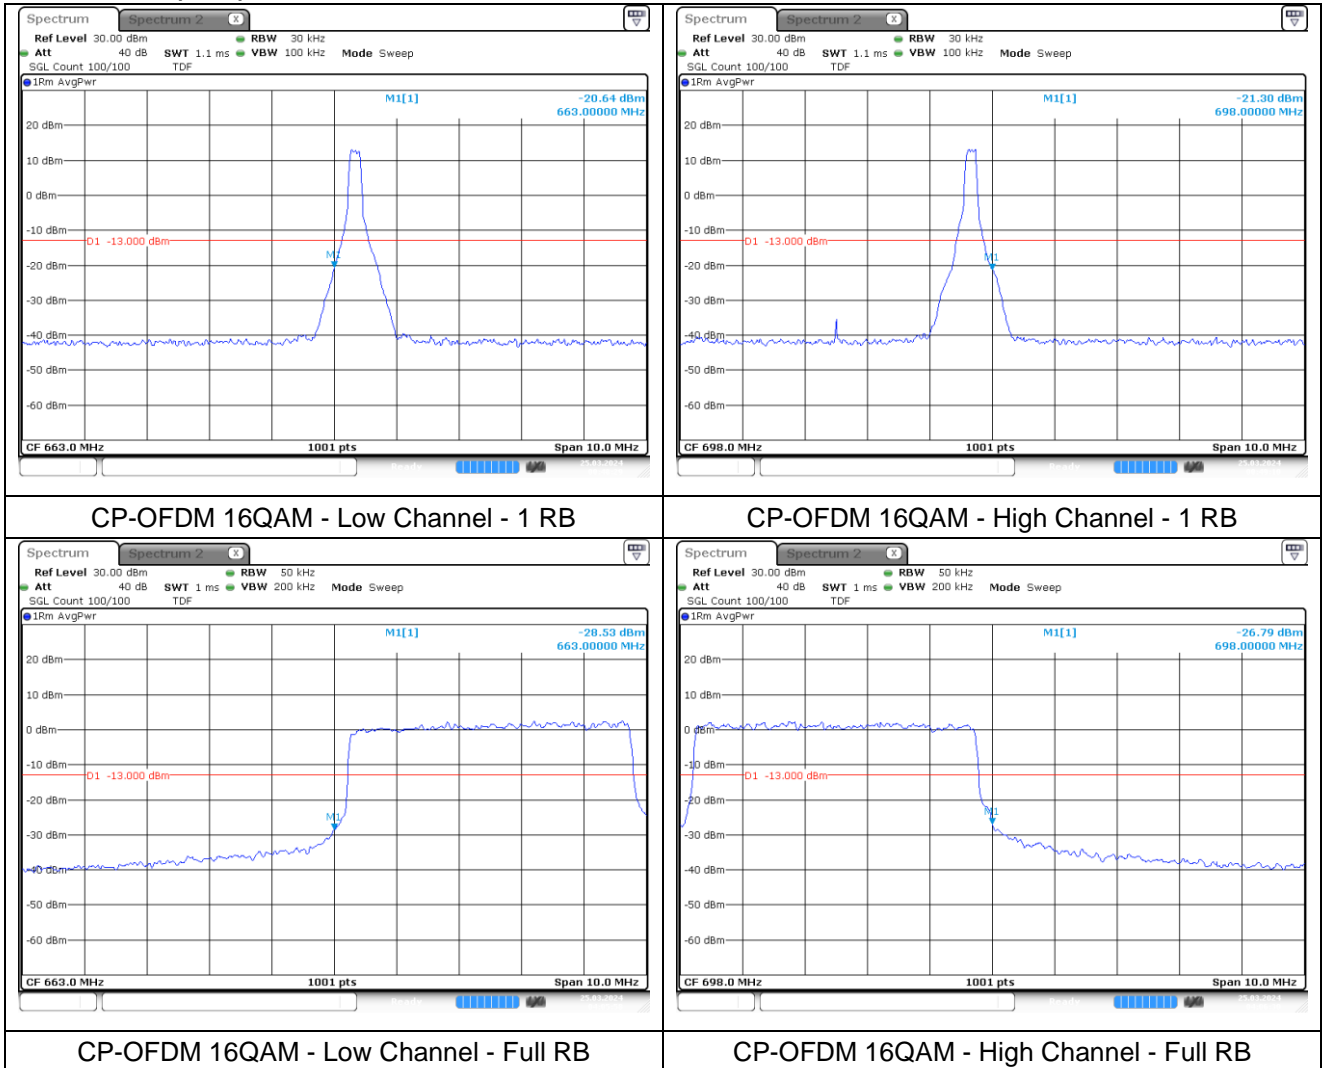 Spectrum Spectrum 2 X
Ref Level 30.00 dBm RBW 30 kHz
Att 40 dB SWT 1.1 ms VBW 100 kHz Mode Sweep
SGL Count 100/100 TDF
1Rm AvgPwr
M1[1] -20.64 dBm
663.00000 MHz
20 dBm
10 dBm
0 dBm
-10 dBm
D1 -13.000 dBm
M1
-20 dBm
-30 dBm
-40 dBm
-50 dBm
-60 dBm
CF 663.0 MHz 1001 pts Span 10.0 MHz
Ready 25.03.2024
CP-OFDM 16QAM - Low Channel - 1 RB
Spectrum Spectrum 2 X
Ref Level 30.00 dBm RBW 30 kHz
Att 40 dB SWT 1.1 ms VBW 100 kHz Mode Sweep
SGL Count 100/100 TDF
1Rm AvgPwr
M1[1] -21.30 dBm
698.00000 MHz
20 dBm
10 dBm
0 dBm
-10 dBm
D1 -13.000 dBm
M1
-20 dBm
-30 dBm
-40 dBm
-50 dBm
-60 dBm
CF 698.0 MHz 1001 pts Span 10.0 MHz
Ready 25.03.2024
CP-OFDM 16QAM - High Channel - 1 RB
Spectrum Spectrum 2 X
Ref Level 30.00 dBm RBW 50 kHz
Att 40 dB SWT 1 ms VBW 200 kHz Mode Sweep
SGL Count 100/100 TDF
1Rm AvgPwr
M1[1] -28.53 dBm
663.00000 MHz
20 dBm
10 dBm
0 dBm
-10 dBm
D1 -13.000 dBm
-20 dBm
M1
-30 dBm
-40 dBm
-50 dBm
-60 dBm
CF 663.0 MHz 1001 pts Span 10.0 MHz
Ready 25.03.2024
CP-OFDM 16QAM - Low Channel - Full RB
Spectrum Spectrum 2 X
Ref Level 30.00 dBm RBW 50 kHz
Att 40 dB SWT 1 ms VBW 200 kHz Mode Sweep
SGL Count 100/100 TDF
1Rm AvgPwr
M1[1] -26.79 dBm
698.00000 MHz
20 dBm
10 dBm
0 dBm
-10 dBm
D1 -13.000 dBm
-20 dBm
M1
-30 dBm
-40 dBm
-50 dBm
-60 dBm
CF 698.0 MHz 1001 pts Span 10.0 MHz
Ready 25.03.2024
CP-OFDM 16QAM - High Channel - Full RB